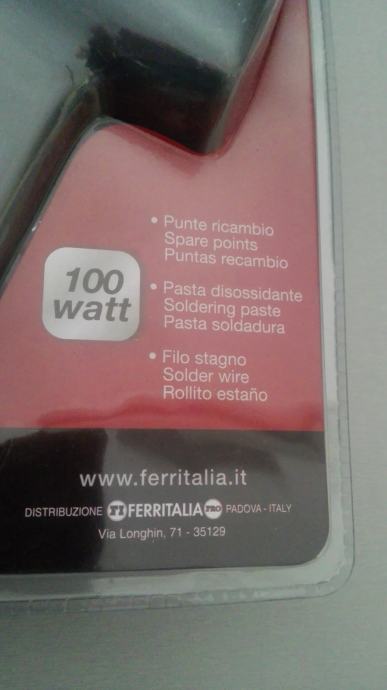 • Punte ricambio
Spare points
Puntas recambio
100
watt
• Pasta disossidante
Soldering paste
Pasta soldadura
• Filo stagno
Solder wire
Rollito estaño
www.ferritalia.it
DISTRIBUZIONE FI FERRITALIA PRO PADOVA - ITALY
Via Longhin, 71 - 35129